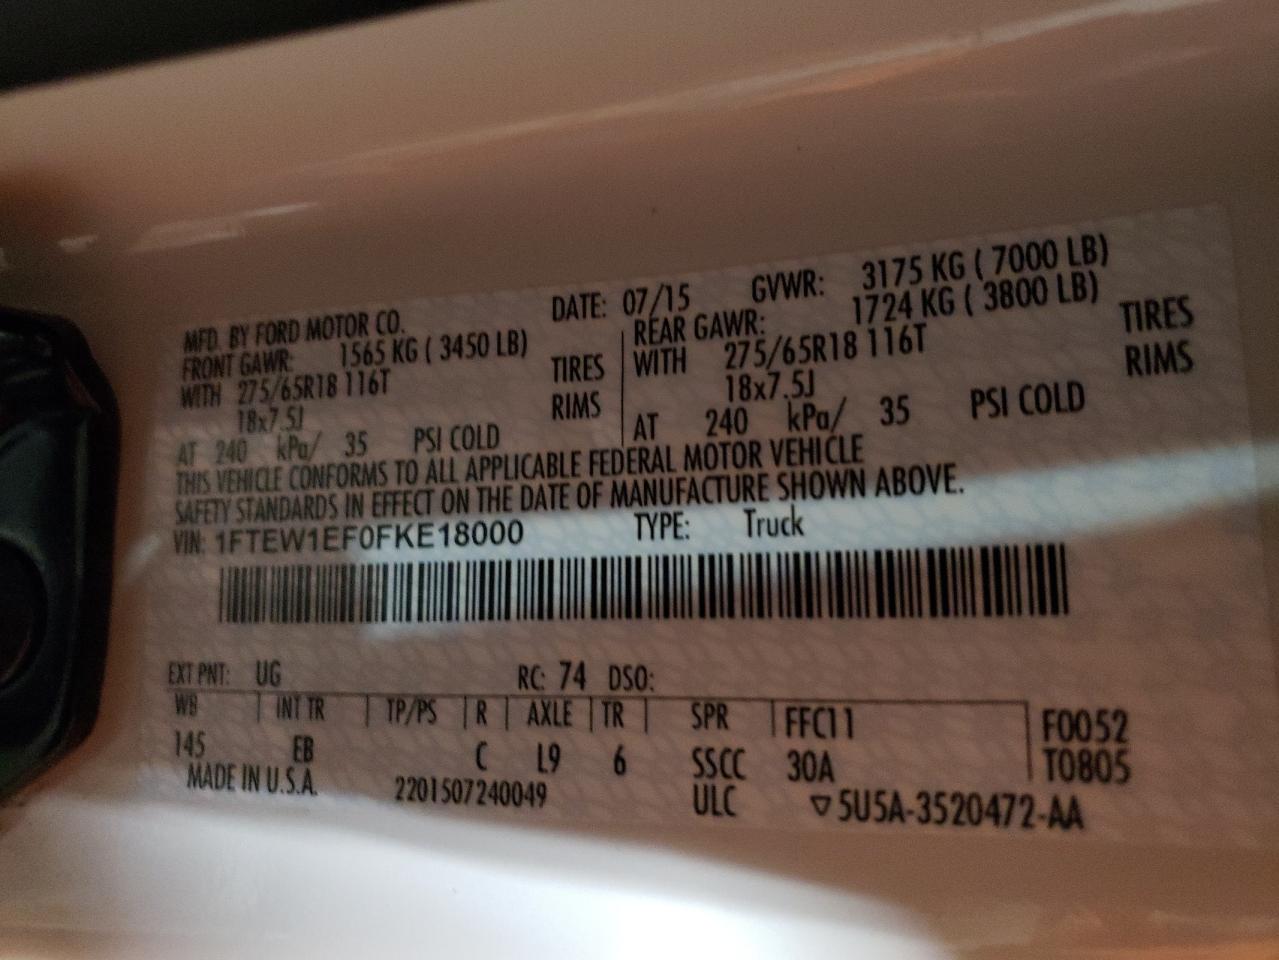 MFD. BY FORD MOTOR CO. DATE: 07/15 GVWR: 3175 KG ( 7000 LB)
FRONT GAWR: 1565 KG ( 3450 LB) REAR GAWR: 1724 KG ( 3800 LB)
WITH 275/65R18 116T TIRES WITH 275/65R18 116T TIRES
18x7.5J RIMS 18x7.5J RIMS
AT 240 kPa/ 35 PSI COLD AT 240 kPa/ 35 PSI COLD
THIS VEHICLE CONFORMS TO ALL APPLICABLE FEDERAL MOTOR VEHICLE
SAFETY STANDARDS IN EFFECT ON THE DATE OF MANUFACTURE SHOWN ABOVE.
VIN: 1FTEW1EF0FKE18000 TYPE: Truck
EXT PNT: UG RC: 74 DSO:
WB INT TR TP/PS R AXLE TR SPR FFC11 F0052
145 EB C L9 6 SSCC 30A T0805
MADE IN U.S.A. 2201507240049 ULC ▽5U5A-3520472-AA